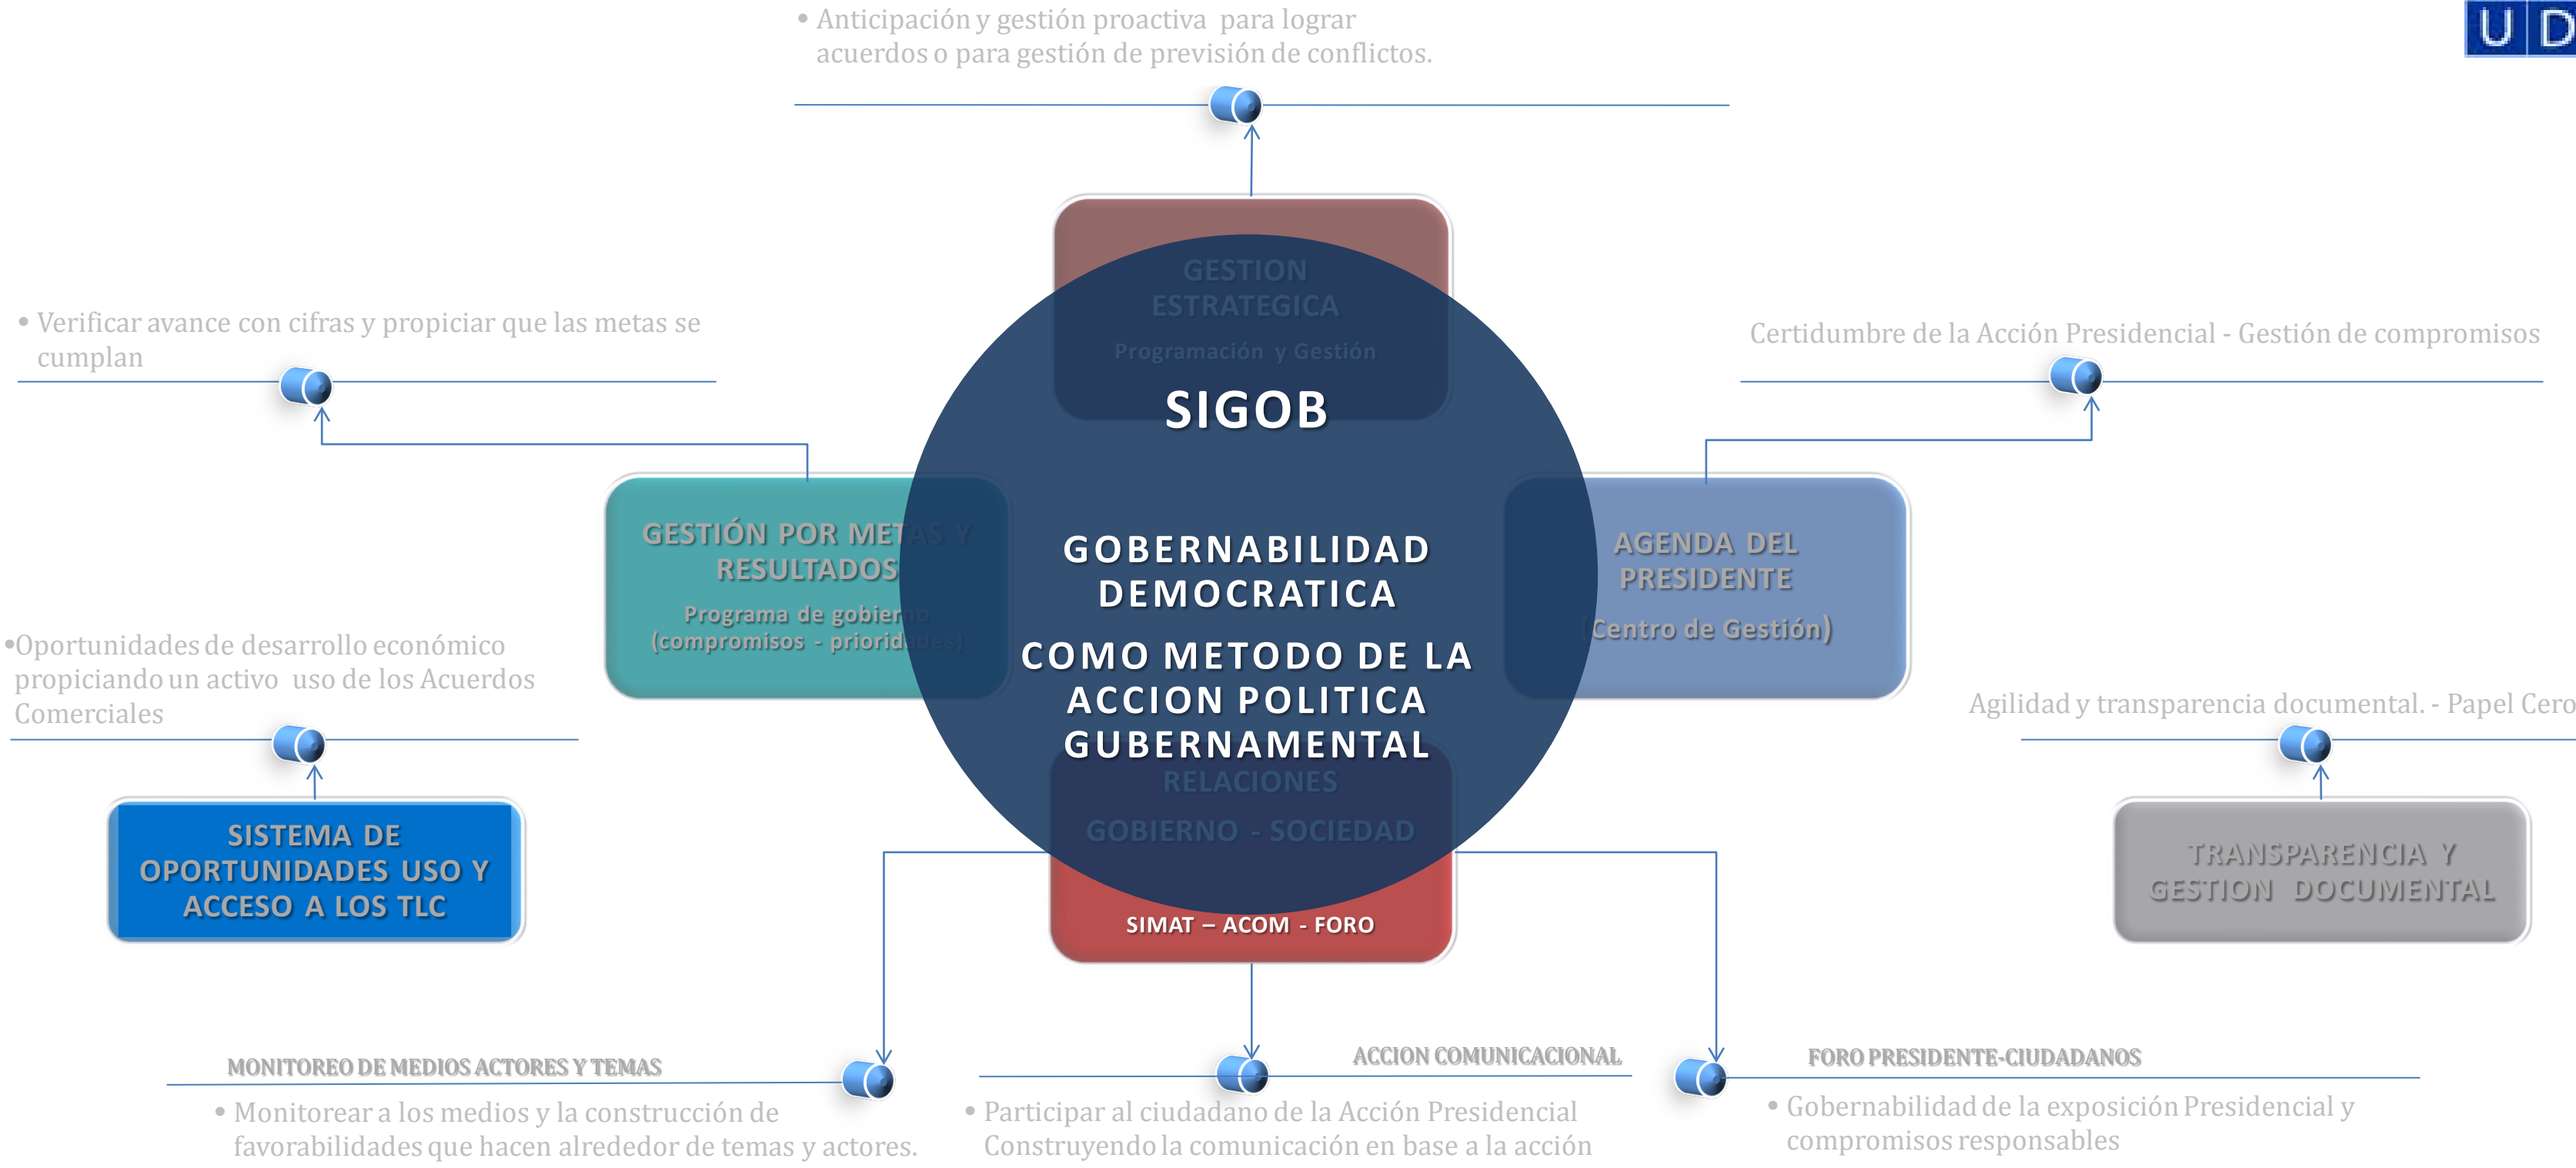 • Anticipación y gestión proactiva para lograr
acuerdos o para gestión de previsión de conflictos.
U D
GESTION
ESTRATEGICA
Programación y Gestión
• Verificar avance con cifras y propiciar que las metas se
cumplan
Certidumbre de la Acción Presidencial - Gestión de compromisos
SIGOB
GOBERNABILIDAD
DEMOCRATICA
COMO METODO DE LA
ACCION POLITICA
GUBERNAMENTAL
GESTIÓN POR METAS Y
RESULTADOS
Programa de gobierno
(compromisos - prioridades)
AGENDA DEL
PRESIDENTE
(Centro de Gestión)
•Oportunidades de desarrollo económico
propiciando un activo uso de los Acuerdos
Comerciales
Agilidad y transparencia documental. - Papel Cero
SISTEMA DE
OPORTUNIDADES USO Y
ACCESO A LOS TLC
RELACIONES
GOBIERNO - SOCIEDAD
SIMAT – ACOM - FORO
TRANSPARENCIA Y
GESTION DOCUMENTAL
MONITOREO DE MEDIOS ACTORES Y TEMAS
• Monitorear a los medios y la construcción de
favorabilidades que hacen alrededor de temas y actores.
ACCION COMUNICACIONAL
• Participar al ciudadano de la Acción Presidencial
Construyendo la comunicación en base a la acción
FORO PRESIDENTE-CIUDADANOS
• Gobernabilidad de la exposición Presidencial y
compromisos responsables